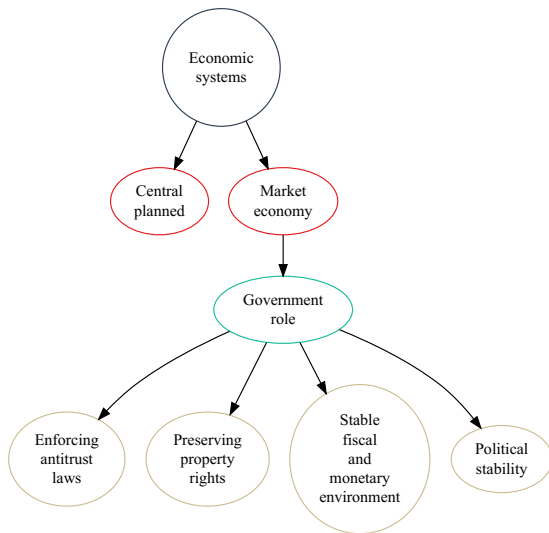 Economic
systems
Central
planned
Market
economy
Government
role
Enforcing
antitrust
laws
Preserving
property
rights
Stable
fiscal
and
monetary
environment
Political
stability